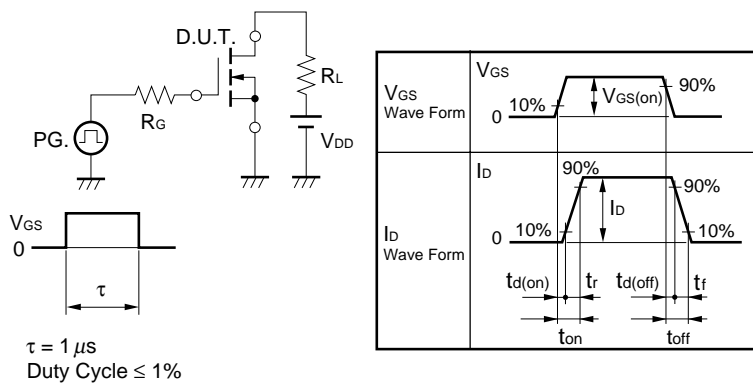 D.U.T.
RL
RG
PG.
VDD
VGS
0
τ
τ = 1 µs
Duty Cycle ≤ 1%
VGS
Wave Form
VGS
10%
0
VGS(on)
90%
ID
Wave Form
ID
90%
90%
ID
10%
0
10%
td(on)
tr
td(off)
tf
ton
toff